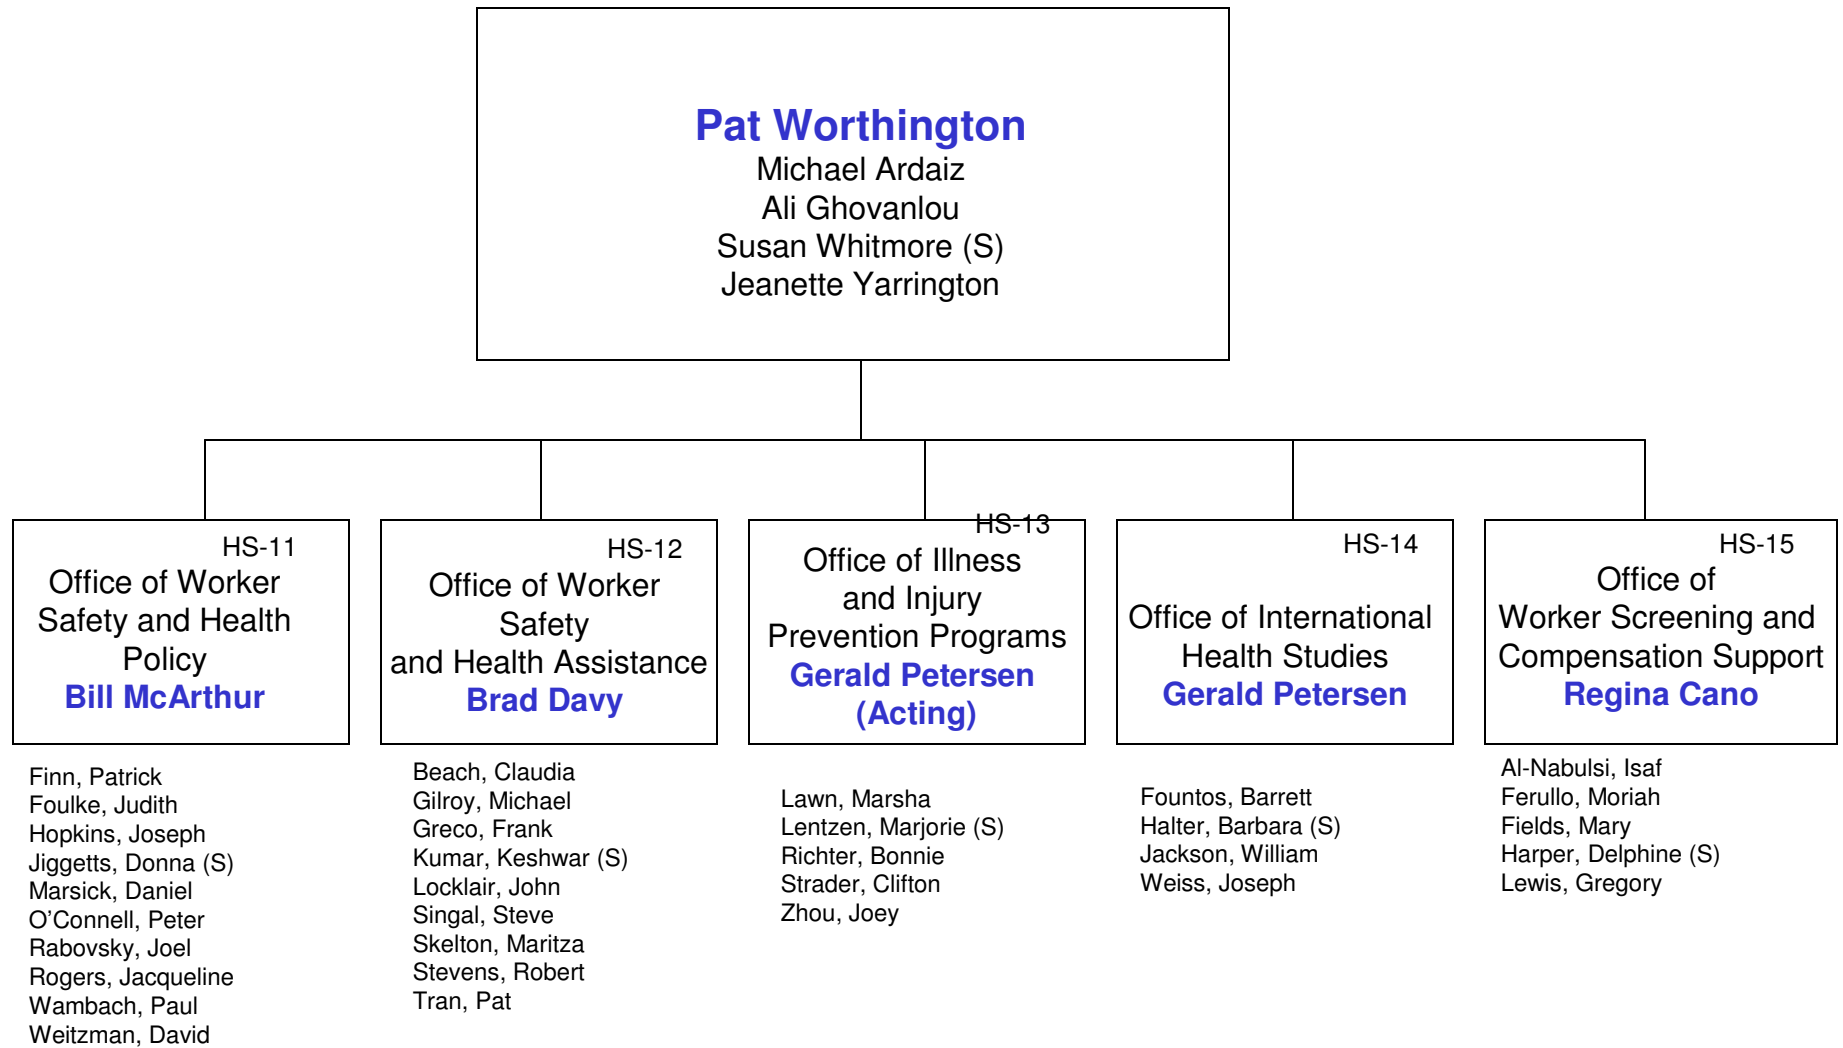 Pat Worthington
Michael Ardaiz
Ali Ghovanlou
Susan Whitmore (S)
Jeanette Yarrington
HS-11
Office of Worker
Safety and Health
Policy
Bill McArthur
Finn, Patrick
Foulke, Judith
Hopkins, Joseph
Jiggetts, Donna (S)
Marsick, Daniel
O’Connell, Peter
Rabovsky, Joel
Rogers, Jacqueline
Wambach, Paul
Weitzman, David
HS-12
Office of Worker
Safety
and Health Assistance
Brad Davy
Beach, Claudia
Gilroy, Michael
Greco, Frank
Kumar, Keshwar (S)
Locklair, John
Singal, Steve
Skelton, Maritza
Stevens, Robert
Tran, Pat
HS-13
Office of Illness
and Injury
Prevention Programs
Gerald Petersen
(Acting)
Lawn, Marsha
Lentzen, Marjorie (S)
Richter, Bonnie
Strader, Clifton
Zhou, Joey
HS-14
Office of International
Health Studies
Gerald Petersen
Fountos, Barrett
Halter, Barbara (S)
Jackson, William
Weiss, Joseph
HS-15
Office of
Worker Screening and
Compensation Support
Regina Cano
Al-Nabulsi, Isaf
Ferullo, Moriah
Fields, Mary
Harper, Delphine (S)
Lewis, Gregory